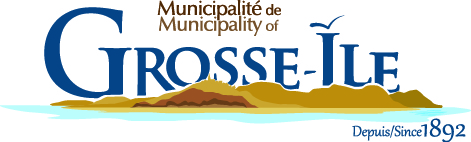 Municipalité de
Municipality of
GROSSE-ÎLE
Depuis/Since1892